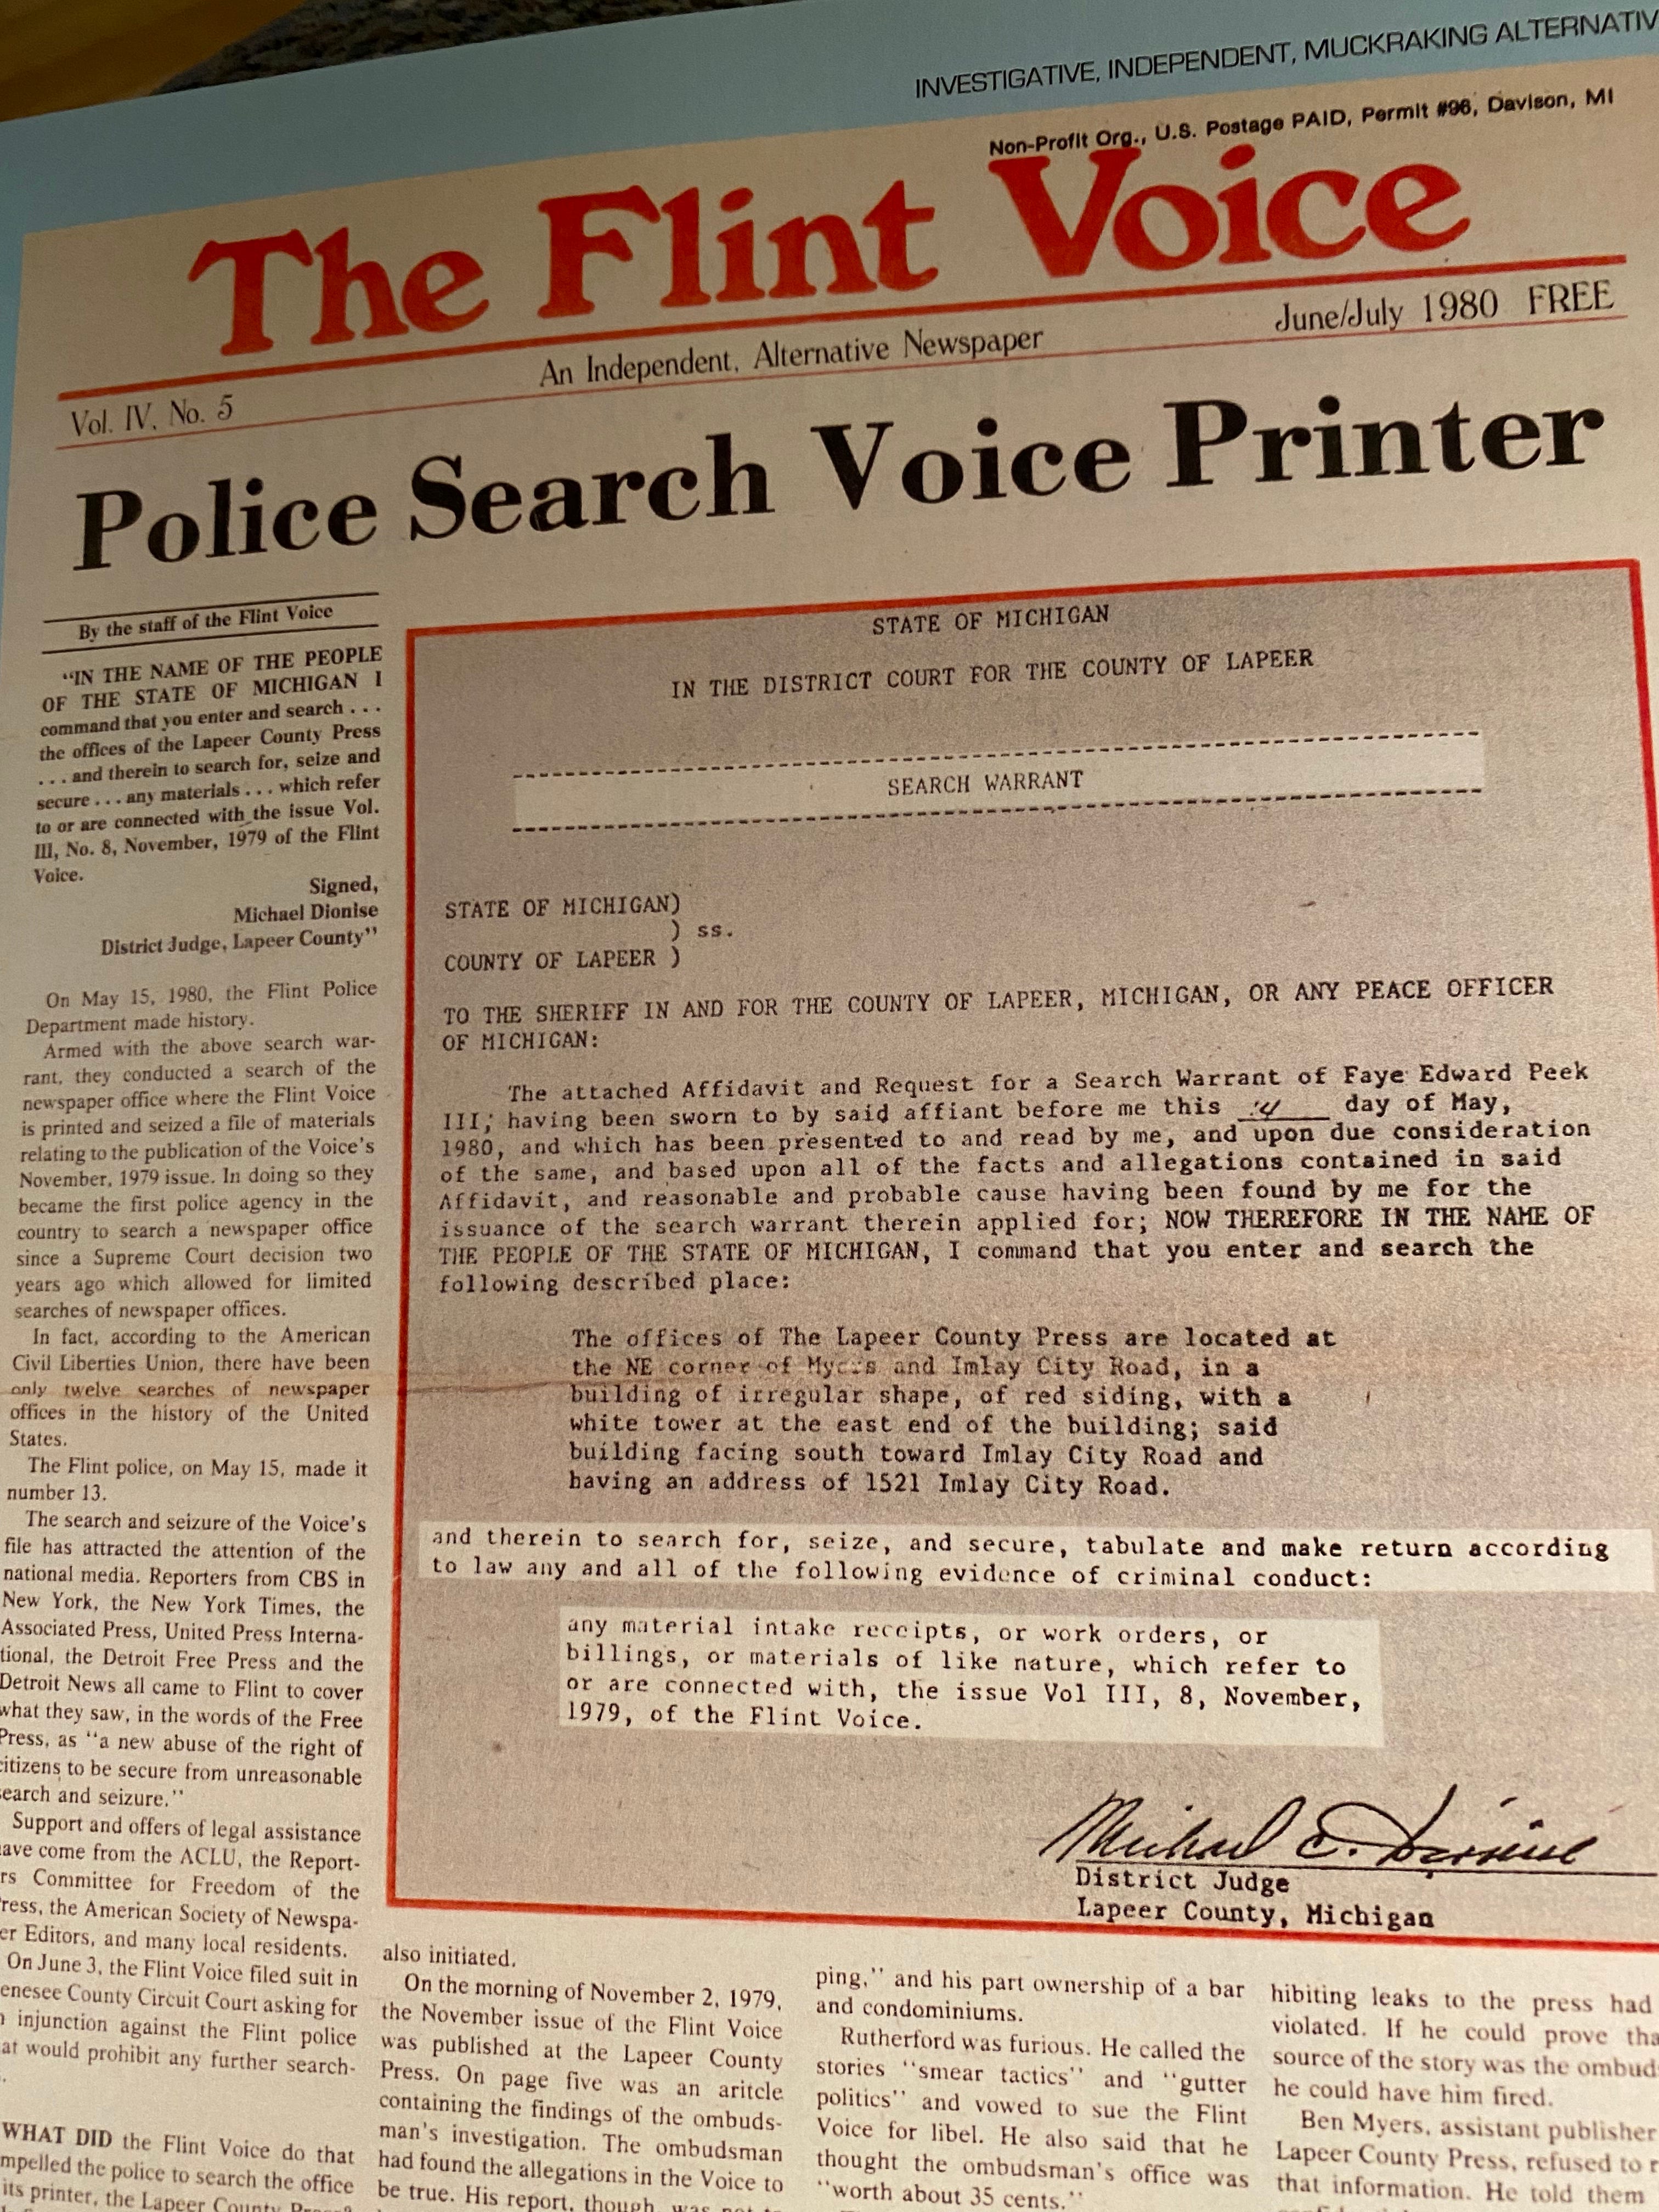 INVESTIGATIVE, INDEPENDENT, MUCKRAKING
Non-Profit Org., U.S. Postage PAID, Permit #96, Davison, MI
The Flint Voice
An Independent, Alternative Newspaper
June/July 1980 FREE
Vol. IV, No. 5
Police Search Voice Printer
By the staff of the Flint Voice
"IN THE NAME OF THE PEOPLE
OF THE STATE OF MICHIGAN I
command that you enter and search . . .
the offices of the Lapeer County Press
. . . and therein to search for, seize and
secure . . . any materials . . . which refer
to or are connected with the issue Vol.
III, No. 8, November, 1979 of the Flint
Voice.
Signed,
Michael Dionise
District Judge, Lapeer County"
On May 15, 1980, the Flint Police
Department made history.
Armed with the above search war-
rant, they conducted a search of the
newspaper office where the Flint Voice
is printed and seized a file of materials
relating to the publication of the Voice's
November, 1979 issue. In doing so they
became the first police agency in the
country to search a newspaper office
since a Supreme Court decision two
years ago which allowed for limited
searches of newspaper offices.
In fact, according to the American
Civil Liberties Union, there have been
only twelve searches of newspaper
offices in the history of the United
States.
The Flint police, on May 15, made it
number 13.
The search and seizure of the Voice's
file has attracted the attention of the
national media. Reporters from CBS in
New York, the New York Times, the
Associated Press, United Press Interna-
tional, the Detroit Free Press and the
Detroit News all came to Flint to cover
what they saw, in the words of the Free
Press, as "a new abuse of the right of
citizens to be secure from unreasonable
search and seizure."
Support and offers of legal assistance
have come from the ACLU, the Report-
ers Committee for Freedom of the
Press, the American Society of Newspa-
per Editors, and many local residents.
On June 3, the Flint Voice filed suit in
Genesee County Circuit Court asking for
injunction against the Flint police
that would prohibit any further search-
WHAT DID the Flint Voice do that
compelled the police to search the office
its printer, the Lapeer County
STATE OF MICHIGAN
IN THE DISTRICT COURT FOR THE COUNTY OF LAPEER
SEARCH WARRANT
STATE OF MICHIGAN)
) ss.
COUNTY OF LAPEER )
TO THE SHERIFF IN AND FOR THE COUNTY OF LAPEER, MICHIGAN, OR ANY PEACE OFFICER
OF MICHIGAN:
The attached Affidavit and Request for a Search Warrant of Faye Edward Peek
III, having been sworn to by said affiant before me this 14 day of May,
1980, and which has been presented to and read by me, and upon due consideration
of the same, and based upon all of the facts and allegations contained in said
Affidavit, and reasonable and probable cause having been found by me for the
issuance of the search warrant therein applied for; NOW THEREFORE IN THE NAME OF
THE PEOPLE OF THE STATE OF MICHIGAN, I command that you enter and search the
following described place:
The offices of The Lapeer County Press are located at
the NE corner of Myers and Imlay City Road, in a
building of irregular shape, of red siding, with a
white tower at the east end of the building; said
building facing south toward Imlay City Road and
having an address of 1521 Imlay City Road.
and therein to search for, seize, and secure, tabulate and make return according
to law any and all of the following evidence of criminal conduct:
any material intake receipts, or work orders, or
billings, or materials of like nature, which refer to
or are connected with, the issue Vol III, 8, November,
1979, of the Flint Voice.
Michael C. Dionise
District Judge
Lapeer County, Michigan
also initiated.
On the morning of November 2, 1979,
the November issue of the Flint Voice
was published at the Lapeer County
Press. On page five was an aritcle
containing the findings of the ombuds-
man's investigation. The ombudsman
had found the allegations in the Voice to
be true. His report, though, was not to
ping," and his part ownership of a bar
and condominiums.
Rutherford was furious. He called the
stories "smear tactics" and "gutter
politics" and vowed to sue the Flint
Voice for libel. He also said that he
thought the ombudsman's office was
"worth about 35 cents."
hibiting leaks to the press had
violated. If he could prove
source of the story was the
he could have him fired.
Ben Myers, assistant publisher
Lapeer County Press, refused to
that information. He told them